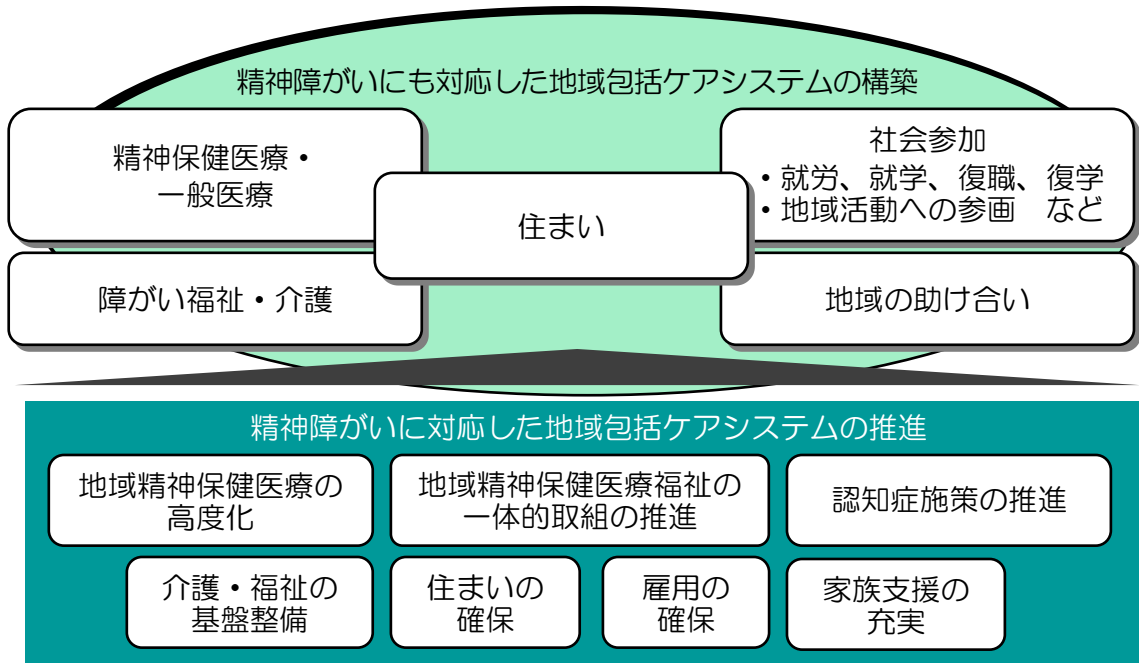 精神障がいにも対応した地域包括ケアシステムの構築
精神保健医療・
一般医療
社会参加
・就労、就学、復職、復学
・地域活動への参画　など
住まい
障がい福祉・介護
地域の助け合い
精神障がいに対応した地域包括ケアシステムの推進
地域精神保健医療の
高度化
地域精神保健医療福祉の
一体的取組の推進
認知症施策の推進
介護・福祉の
基盤整備
住まいの
確保
雇用の
確保
家族支援の
充実